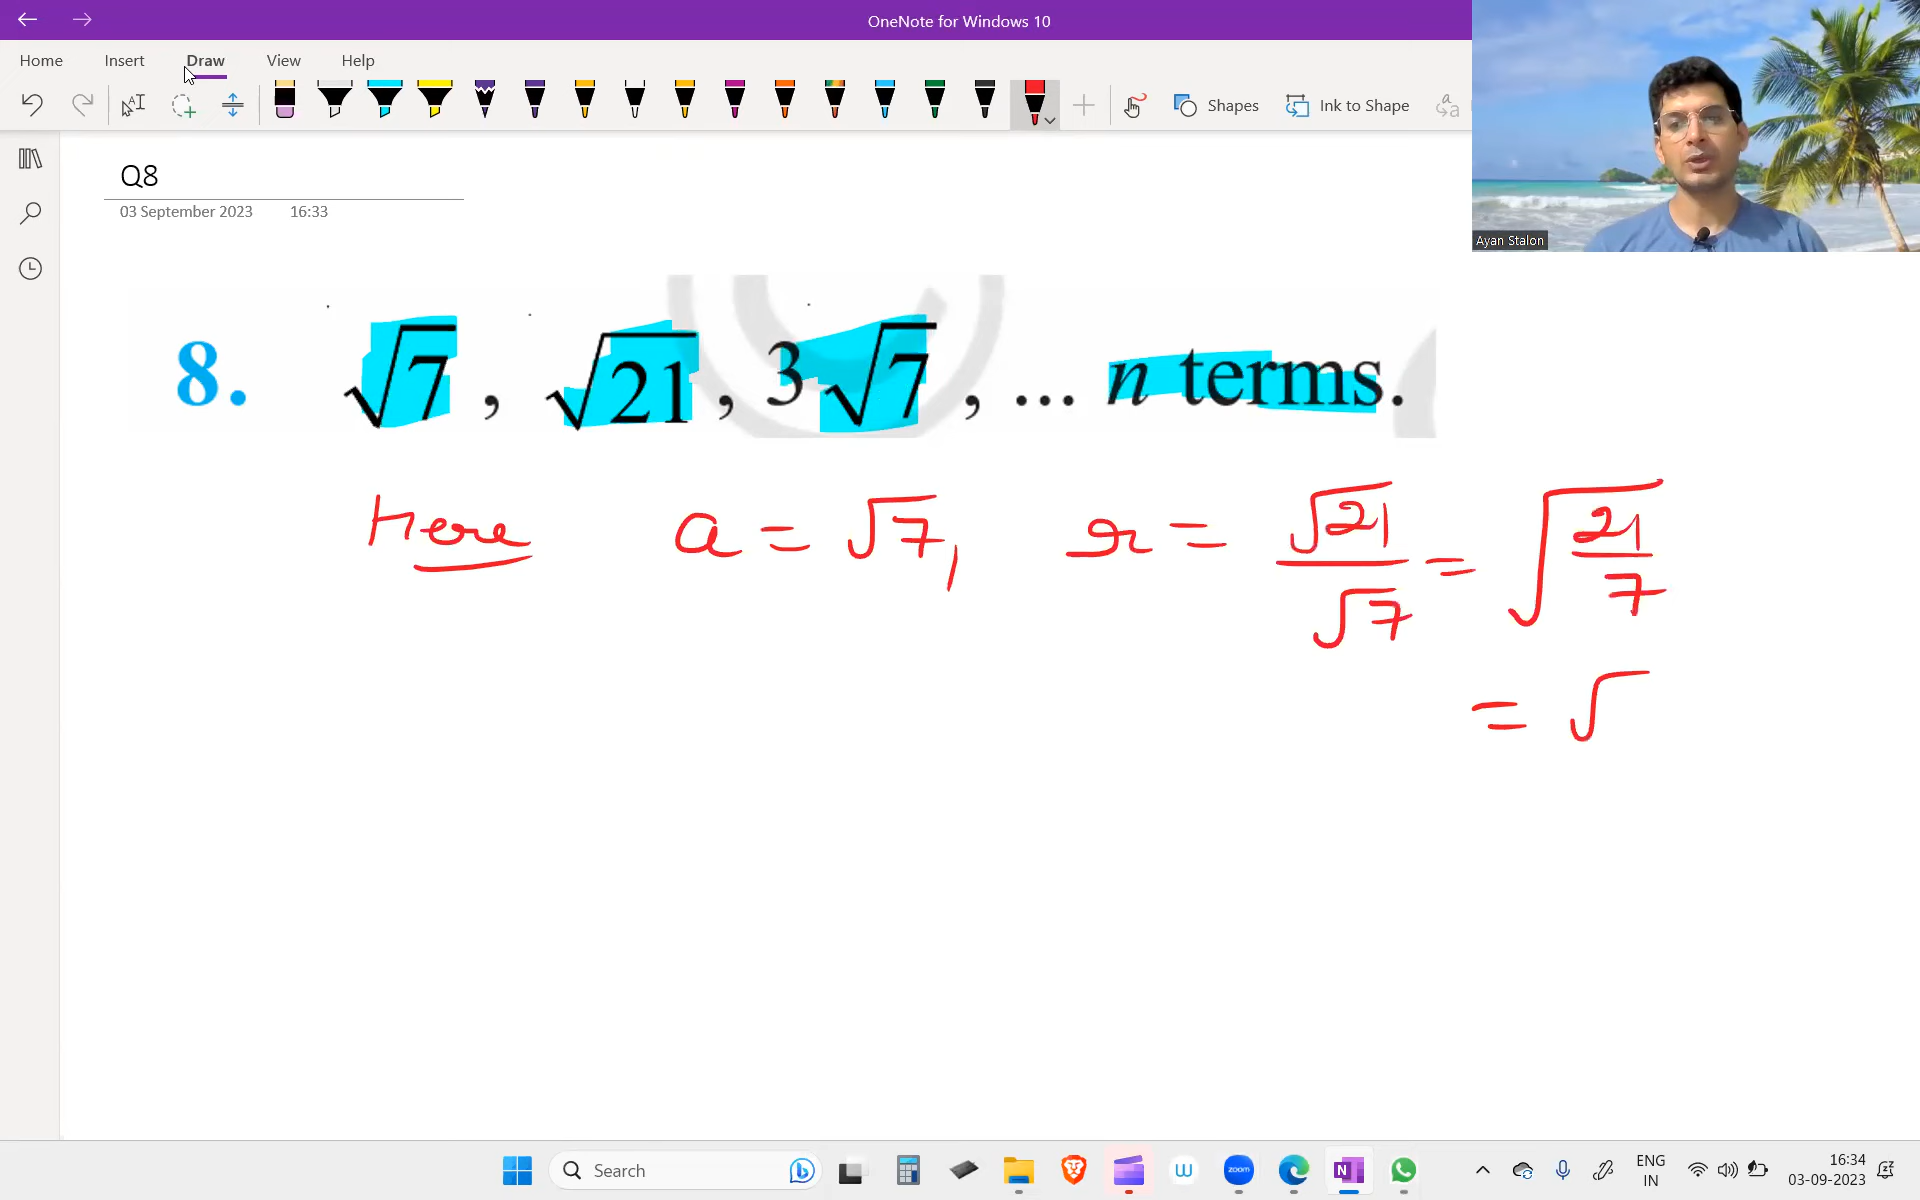 OneNote for Windows 10
Home Insert Draw View Help
Shapes Ink to Shape
Q8
03 September 2023 16:33
Ayan Stalon
8. √7 , √21 , 3√7 , ... n terms.
Here a = √7, r = √21/√7 = √(21/7)
= √
Search
zoom
ENG
IN
16:34
03-09-2023